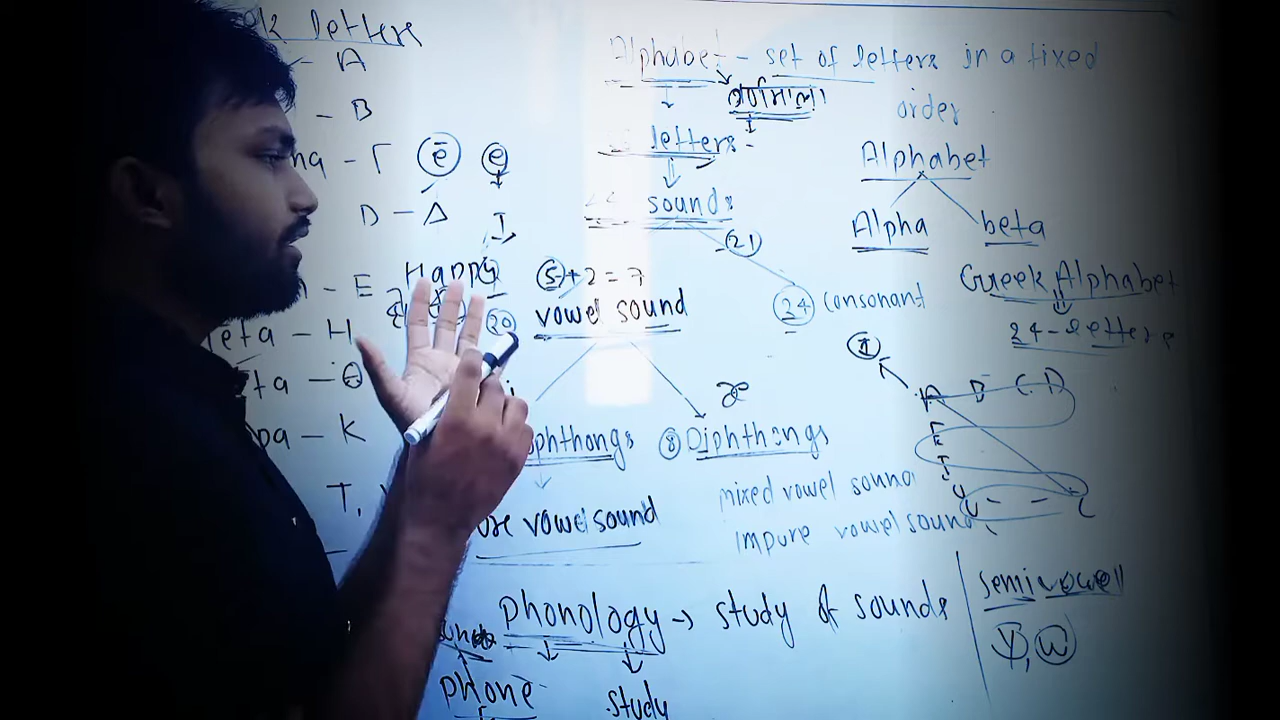 letters
- A
- B
- Γ ē e
D - Δ
I
- E Happy
- H 20
- Θ
- K
T,
Alphabet - set of letters in a fixed
order
বর্ণমালা
letters -
sounds
21
5 + 2 = 7
vowel sound
24 consonant
Alphabet
Alpha beta
Greek Alphabet
24 - letters
A B C D
E
I
æ
phthongs 8 Diphthongs
vowel sound
mixed vowel sound
impure vowel sound
phonology → study of sounds
phone study
semivowel
Y, W